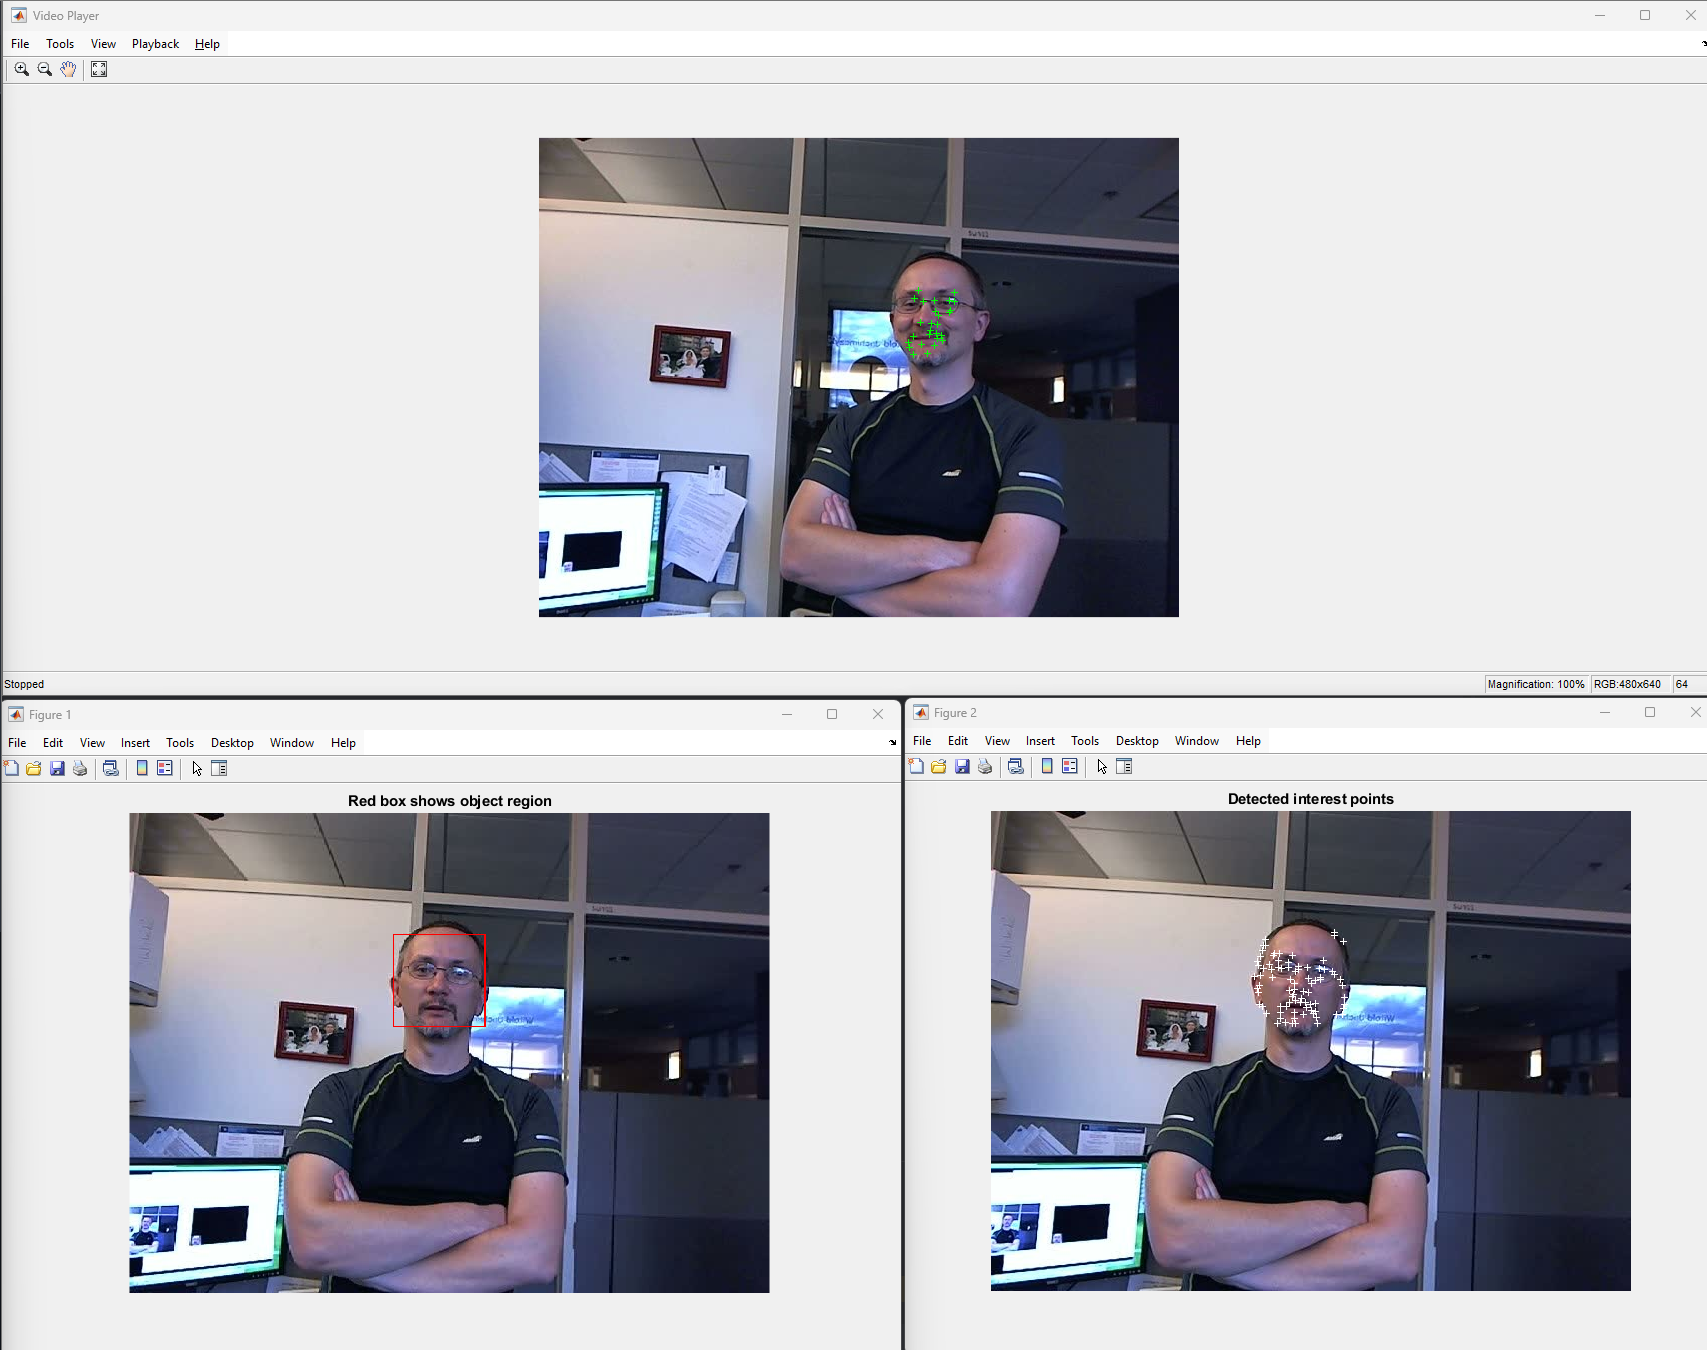 Video Player
File Tools View Playback Help
Stopped
Magnification: 100% RGB:480x640 64
Figure 1
File Edit View Insert Tools Desktop Window Help
Red box shows object region
Figure 2
File Edit View Insert Tools Desktop Window Help
Detected interest points